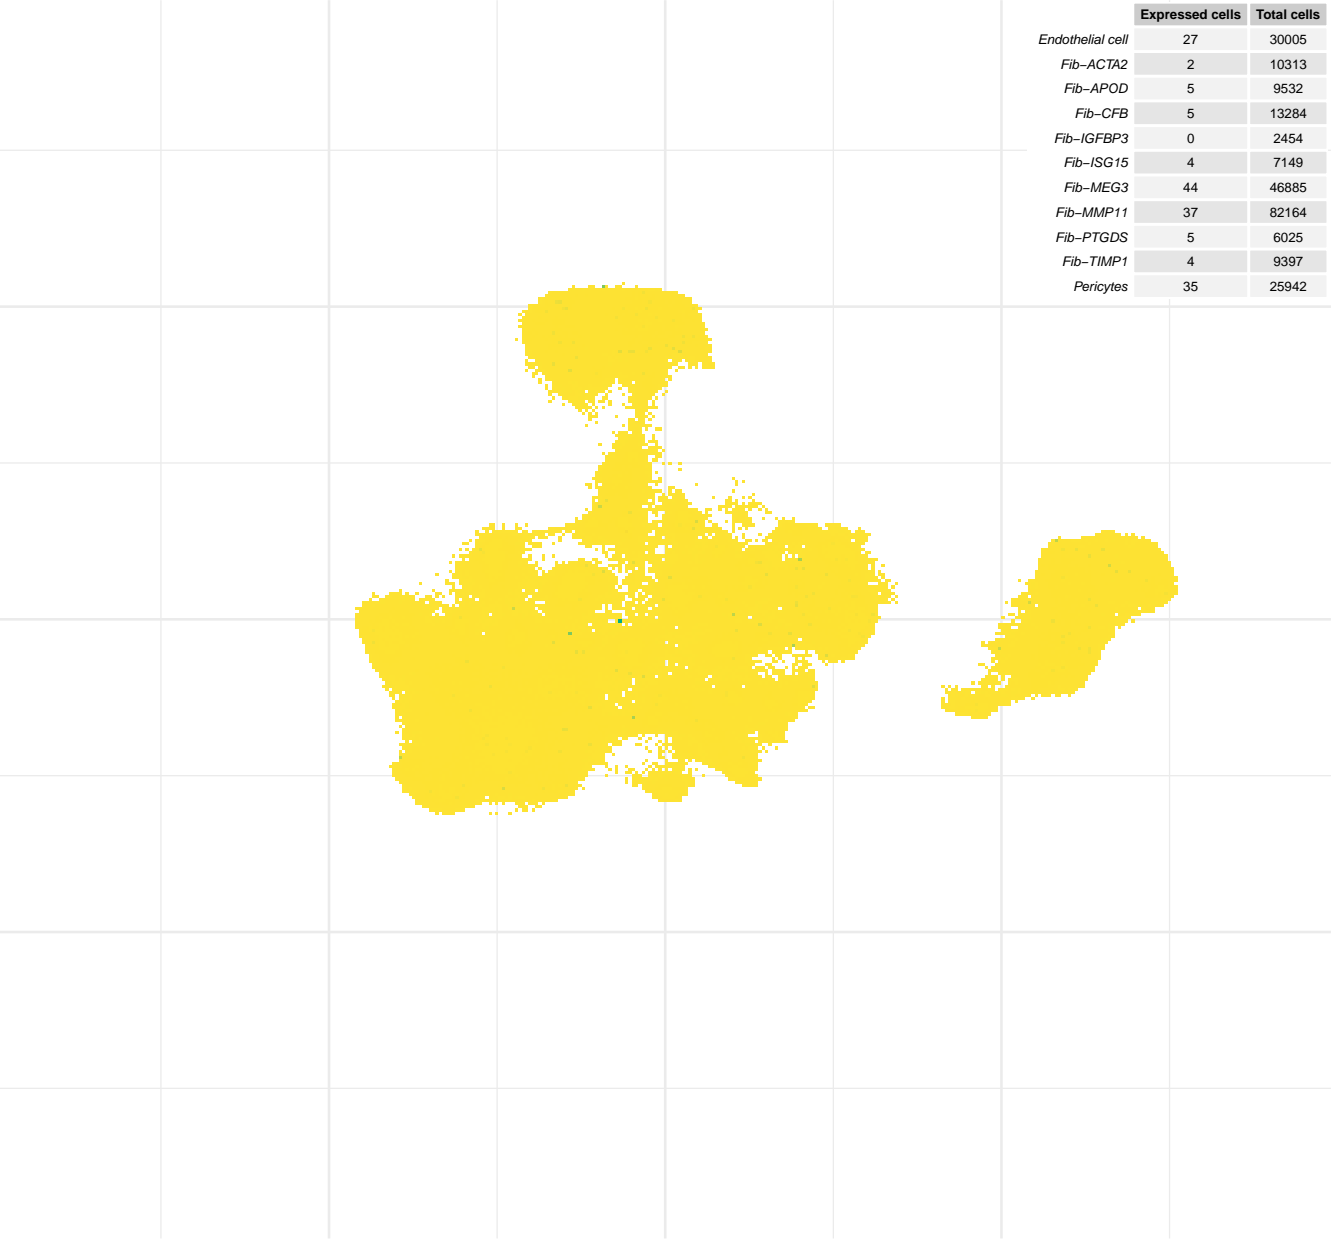 Expressed cells Total cells
Endothelial cell 27 30005
Fib−ACTA2 2 10313
Fib−APOD 5 9532
Fib−CFB 5 13284
Fib−IGFBP3 0 2454
Fib−ISG15 4 7149
Fib−MEG3 44 46885
Fib−MMP11 37 82164
Fib−PTGDS 5 6025
Fib−TIMP1 4 9397
Pericytes 35 25942